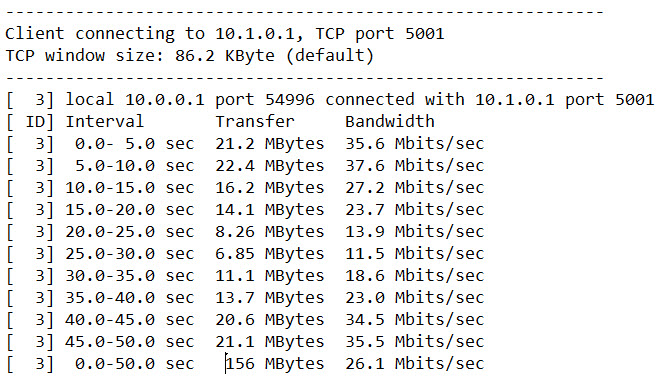 ------------------------------------------------------------
Client connecting to 10.1.0.1, TCP port 5001
TCP window size: 86.2 KByte (default)
------------------------------------------------------------
[  3] local 10.0.0.1 port 54996 connected with 10.1.0.1 port 5001
[ ID] Interval       Transfer     Bandwidth
[  3]  0.0- 5.0 sec  21.2 MBytes  35.6 Mbits/sec
[  3]  5.0-10.0 sec  22.4 MBytes  37.6 Mbits/sec
[  3] 10.0-15.0 sec  16.2 MBytes  27.2 Mbits/sec
[  3] 15.0-20.0 sec  14.1 MBytes  23.7 Mbits/sec
[  3] 20.0-25.0 sec  8.26 MBytes  13.9 Mbits/sec
[  3] 25.0-30.0 sec  6.85 MBytes  11.5 Mbits/sec
[  3] 30.0-35.0 sec  11.1 MBytes  18.6 Mbits/sec
[  3] 35.0-40.0 sec  13.7 MBytes  23.0 Mbits/sec
[  3] 40.0-45.0 sec  20.6 MBytes  34.5 Mbits/sec
[  3] 45.0-50.0 sec  21.1 MBytes  35.5 Mbits/sec
[  3]  0.0-50.0 sec   156 MBytes  26.1 Mbits/sec